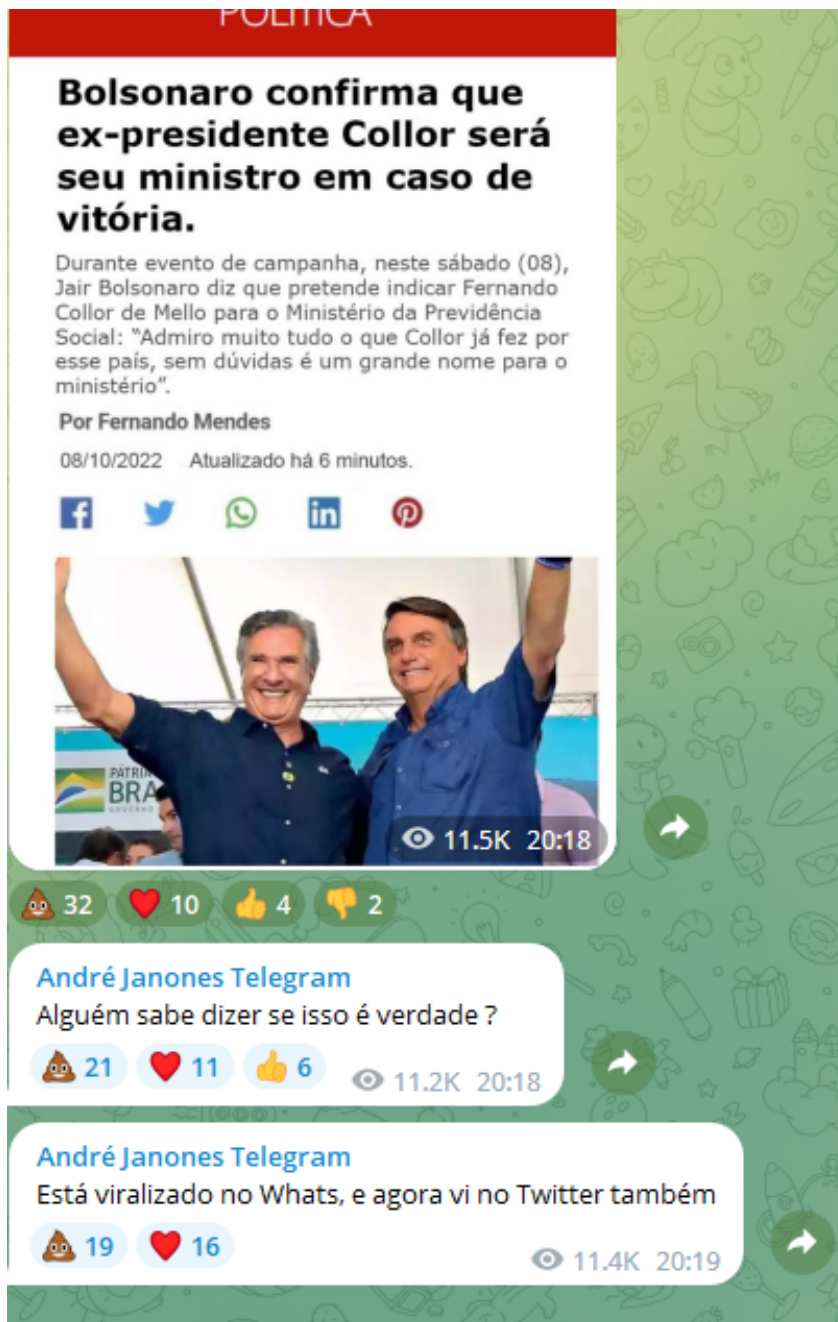 POLÍTICA
Bolsonaro confirma que
ex-presidente Collor será
seu ministro em caso de
vitória.
Durante evento de campanha, neste sábado (08),
Jair Bolsonaro diz que pretende indicar Fernando
Collor de Mello para o Ministério da Previdência
Social: “Admiro muito tudo o que Collor já fez por
esse país, sem dúvidas é um grande nome para o
ministério”.
Por Fernando Mendes
08/10/2022 Atualizado há 6 minutos.
PÁTRIA
BRA
GOVERNO
11.5K 20:18
32 10 4 2
André Janones Telegram
Alguém sabe dizer se isso é verdade ?
21 11 6 11.2K 20:18
André Janones Telegram
Está viralizado no Whats, e agora vi no Twitter também
19 16 11.4K 20:19